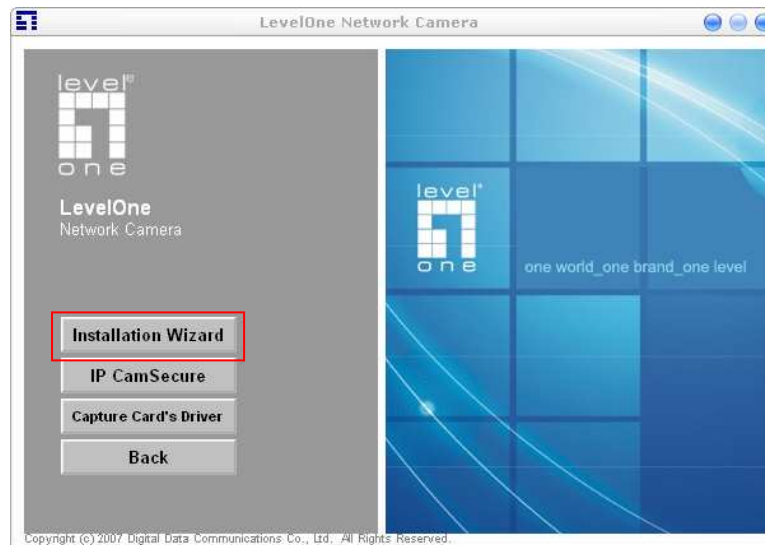 LevelOne Network Camera
level®
one
LevelOne
Network Camera
level®
one
one world_one brand_one level
Installation Wizard
IP CamSecure
Capture Card's Driver
Back
Copyright (c) 2007 Digital Data Communications Co., Ltd. All Rights Reserved.